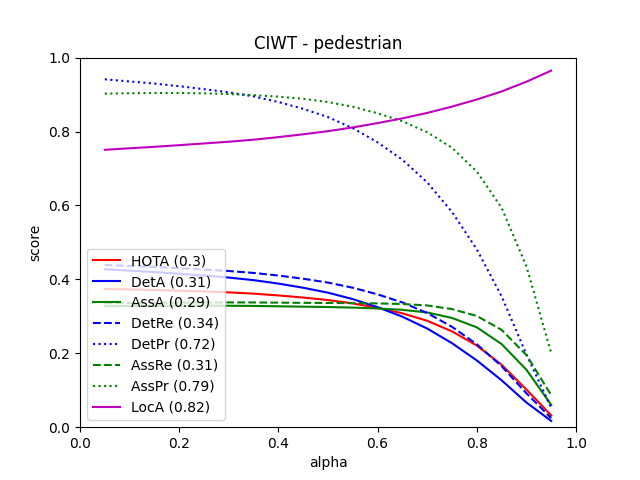 CIWT - pedestrian
score
1.0
0.8
0.6
0.4
0.2
0.0
HOTA (0.3)
DetA (0.31)
AssA (0.29)
DetRe (0.34)
DetPr (0.72)
AssRe (0.31)
AssPr (0.79)
LocA (0.82)
0.0 0.2 0.4 0.6 0.8 1.0
alpha